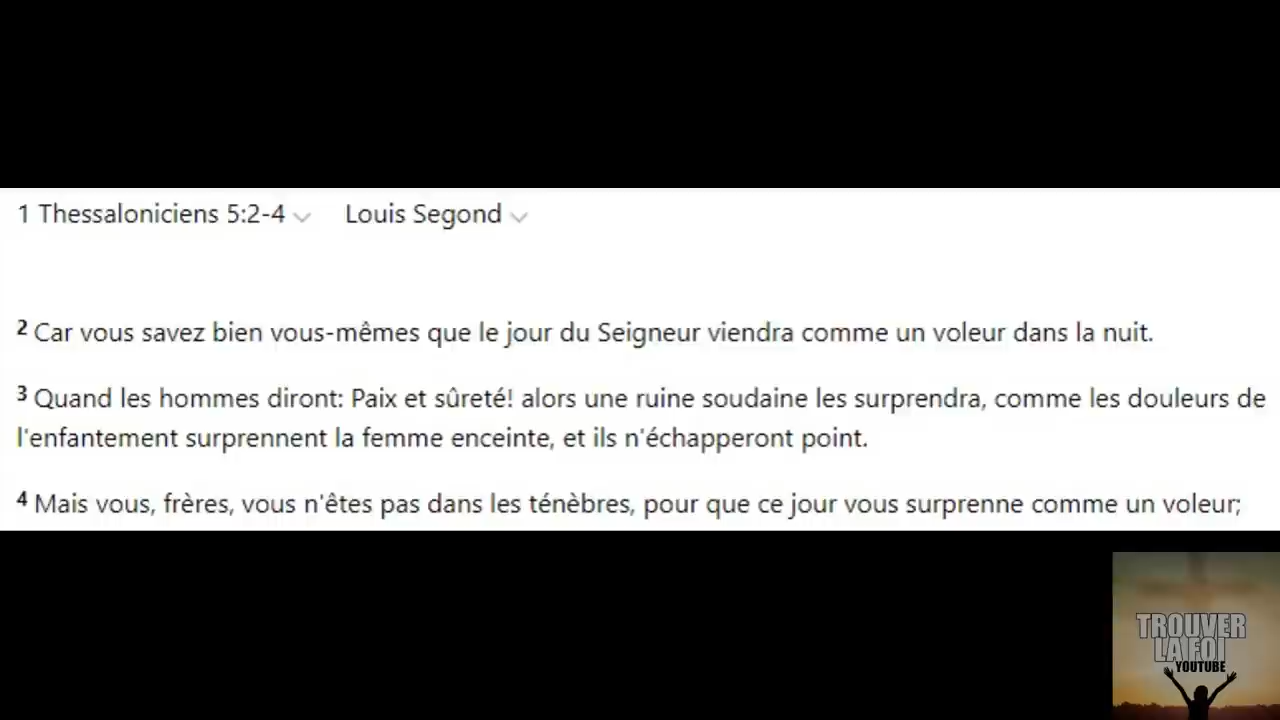 1 Thessaloniciens 5:2-4 Louis Segond
2 Car vous savez bien vous-mêmes que le jour du Seigneur viendra comme un voleur dans la nuit.
3 Quand les hommes diront: Paix et sûreté! alors une ruine soudaine les surprendra, comme les douleurs de
l'enfantement surprennent la femme enceinte, et ils n'échapperont point.
4 Mais vous, frères, vous n'êtes pas dans les ténèbres, pour que ce jour vous surprenne comme un voleur;
TROUVER
LA FOI
YOUTUBE